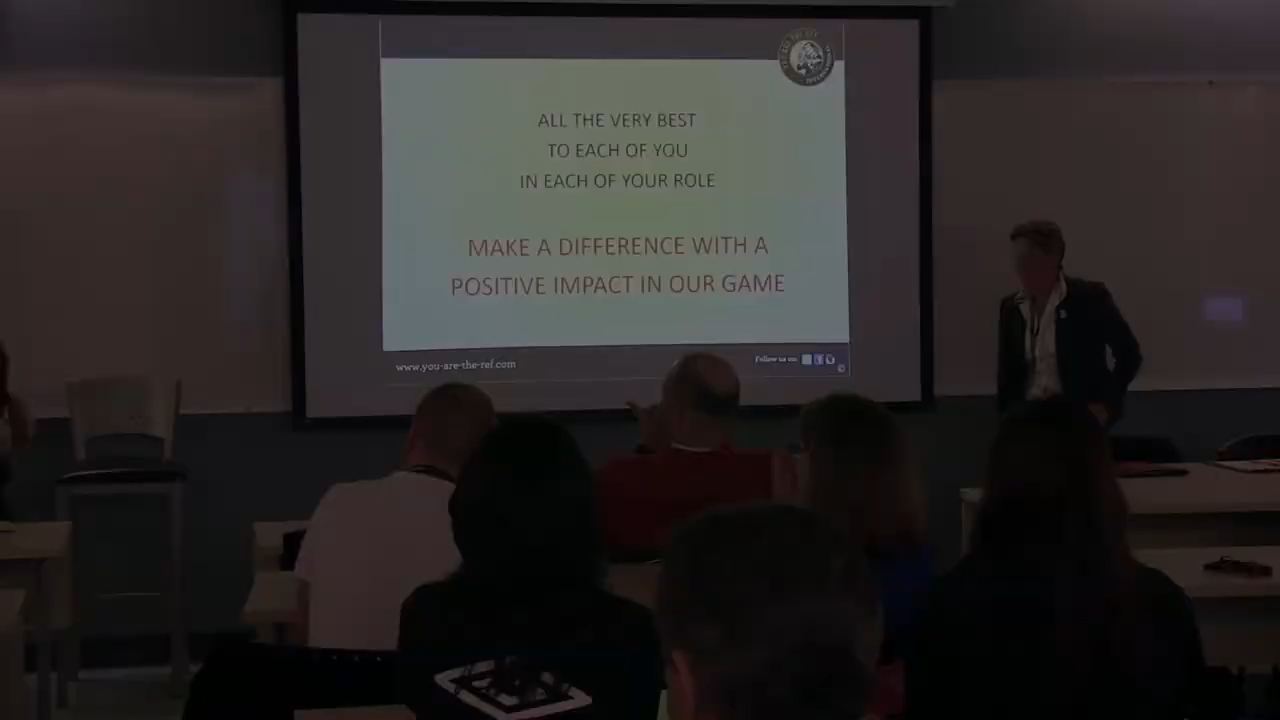 ALL THE VERY BEST
TO EACH OF YOU
IN EACH OF YOUR ROLE
MAKE A DIFFERENCE WITH A
POSITIVE IMPACT IN OUR GAME
www.you-are-the-ref.com
Follow us on:
©